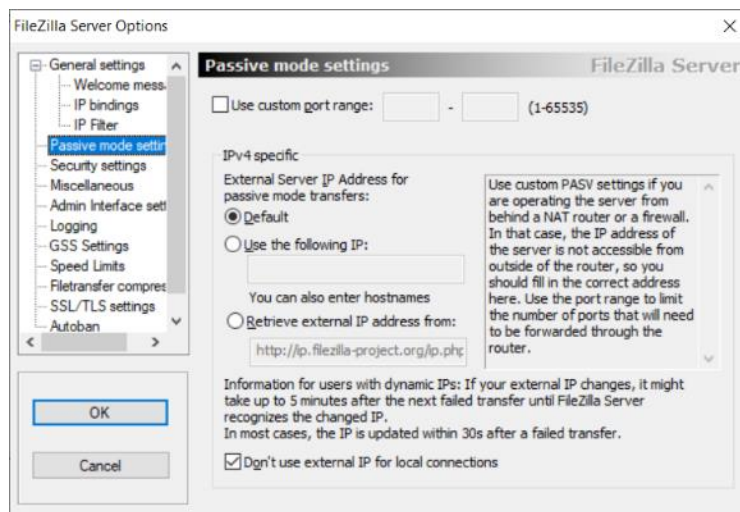 FileZilla Server Options
General settings
Welcome mess
IP bindings
IP Filter
Passive mode settin
Security settings
Miscellaneous
Admin Interface sett
Logging
GSS Settings
Speed Limits
Filetransfer compres
SSL/TLS settings
Autoban
OK
Cancel
Passive mode settings
FileZilla Server
Use custom port range:
-
(1-65535)
IPv4 specific
External Server IP Address for
passive mode transfers:
Default
Use the following IP:
You can also enter hostnames
Retrieve external IP address from:
http://ip.filezilla-project.org/ip.php
Use custom PASV settings if you
are operating the server from
behind a NAT router or a firewall.
In that case, the IP address of
the server is not accessible from
outside of the router, so you
should fill in the correct address
here. Use the port range to limit
the number of ports that will need
to be forwarded through the
router.
Information for users with dynamic IPs: If your external IP changes, it might
take up to 5 minutes after the next failed transfer until FileZilla Server
recognizes the changed IP.
In most cases, the IP is updated within 30s after a failed transfer.
Don't use external IP for local connections